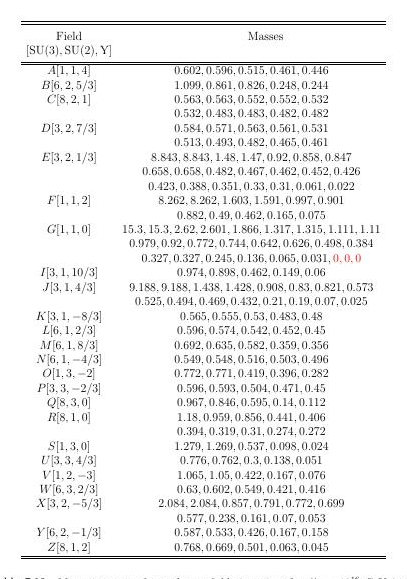 Field Masses
[SU(3), SU(2), Y]
A[1, 1, 4] 0.602, 0.596, 0.515, 0.461, 0.446
B[6, 2, 5/3] 1.099, 0.861, 0.826, 0.248, 0.244
C[8, 2, 1] 0.563, 0.563, 0.552, 0.552, 0.532
0.532, 0.483, 0.483, 0.482, 0.482
D[3, 2, 7/3] 0.584, 0.571, 0.563, 0.561, 0.531
0.513, 0.493, 0.482, 0.465, 0.461
E[3, 2, 1/3] 8.843, 8.843, 1.48, 1.47, 0.92, 0.858, 0.847
0.658, 0.658, 0.482, 0.467, 0.462, 0.452, 0.426
0.423, 0.388, 0.351, 0.33, 0.31, 0.061, 0.022
F[1, 1, 2] 8.262, 8.262, 1.603, 1.591, 0.997, 0.901
0.882, 0.49, 0.462, 0.165, 0.075
G[1, 1, 0] 15.3, 15.3, 2.62, 2.601, 1.866, 1.317, 1.315, 1.111, 1.11
0.979, 0.92, 0.772, 0.744, 0.642, 0.626, 0.498, 0.384
0.327, 0.327, 0.245, 0.136, 0.065, 0.031, 0, 0, 0
I[3, 1, 10/3] 0.974, 0.898, 0.462, 0.149, 0.06
J[3, 1, 4/3] 9.188, 9.188, 1.438, 1.428, 0.908, 0.83, 0.821, 0.573
0.525, 0.494, 0.469, 0.432, 0.21, 0.19, 0.07, 0.025
K[3, 1, −8/3] 0.565, 0.555, 0.53, 0.483, 0.48
L[6, 1, 2/3] 0.596, 0.574, 0.542, 0.452, 0.45
M[6, 1, 8/3] 0.692, 0.635, 0.582, 0.359, 0.356
N[6, 1, −4/3] 0.549, 0.548, 0.516, 0.503, 0.496
O[1, 3, −2] 0.772, 0.771, 0.419, 0.396, 0.282
P[3, 3, −2/3] 0.596, 0.593, 0.504, 0.471, 0.45
Q[8, 3, 0] 0.967, 0.846, 0.595, 0.14, 0.112
R[8, 1, 0] 1.18, 0.959, 0.856, 0.441, 0.406
0.394, 0.319, 0.31, 0.274, 0.272
S[1, 3, 0] 1.279, 1.269, 0.537, 0.098, 0.024
U[3, 3, 4/3] 0.776, 0.762, 0.3, 0.138, 0.051
V[1, 2, −3] 1.065, 1.05, 0.422, 0.167, 0.076
W[6, 3, 2/3] 0.63, 0.602, 0.549, 0.421, 0.416
X[3, 2, −5/3] 2.084, 2.084, 0.857, 0.791, 0.772, 0.699
0.577, 0.238, 0.161, 0.07, 0.053
Y[6, 2, −1/3] 0.587, 0.533, 0.426, 0.167, 0.158
Z[8, 1, 2] 0.768, 0.669, 0.501, 0.063, 0.045